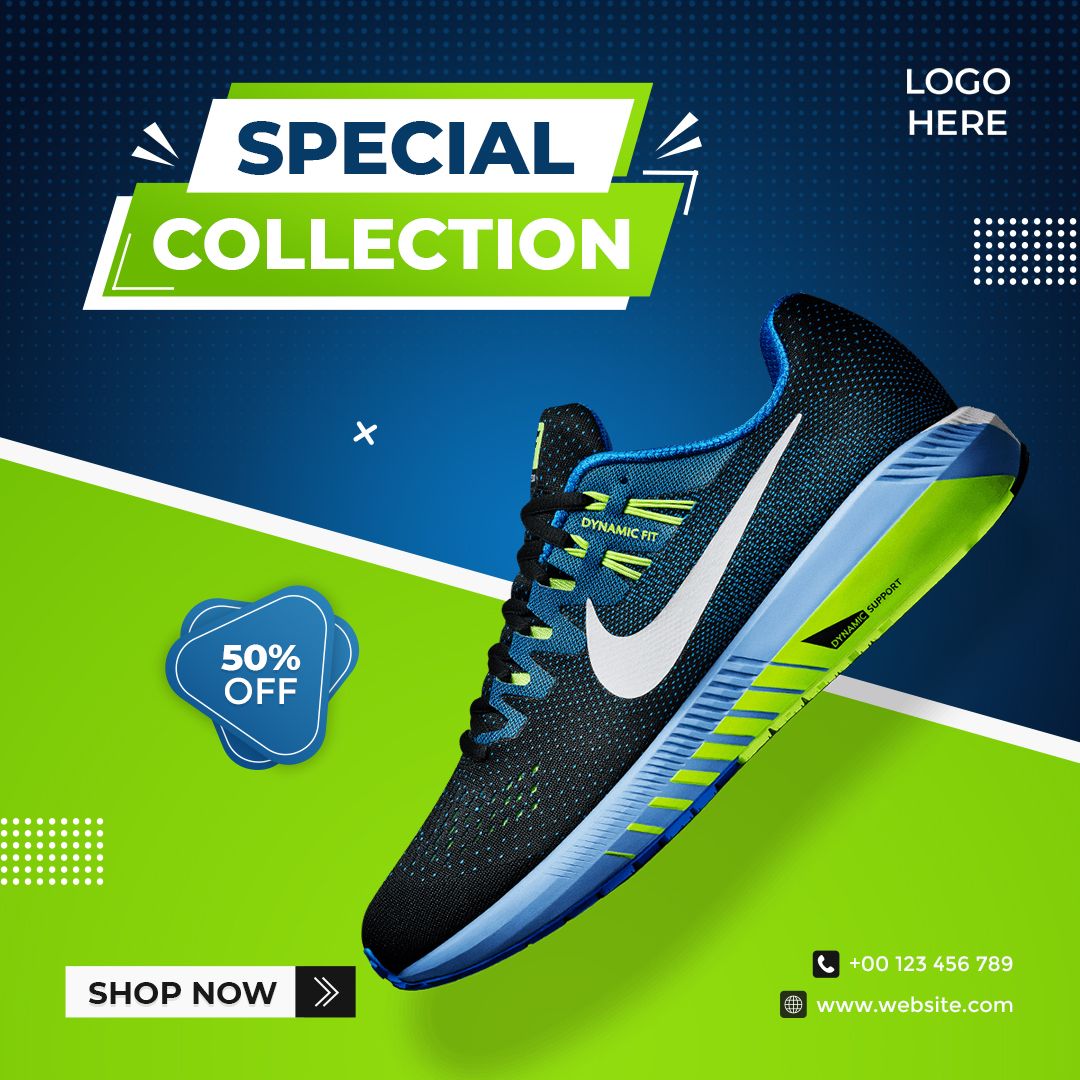 LOGO
HERE
SPECIAL
COLLECTION
DYNAMIC FIT
DYNAMIC SUPPORT
50%
OFF
SHOP NOW
+00 123 456 789
www.website.com